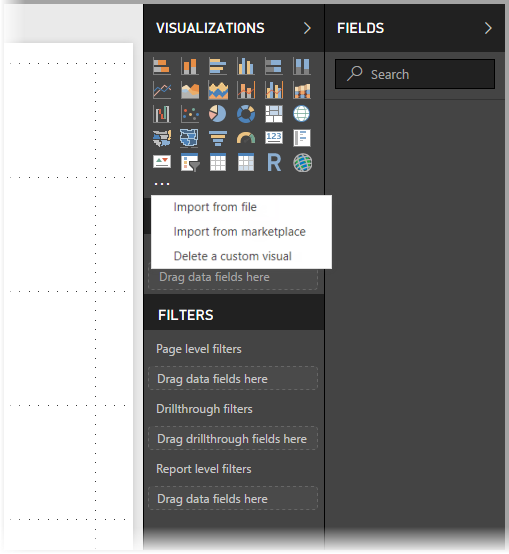 VISUALIZATIONS
FIELDS
Search
123
R
...
Import from file
Import from marketplace
Delete a custom visual
Drag data fields here
FILTERS
Page level filters
Drag data fields here
Drillthrough filters
Drag drillthrough fields here
Report level filters
Drag data fields here